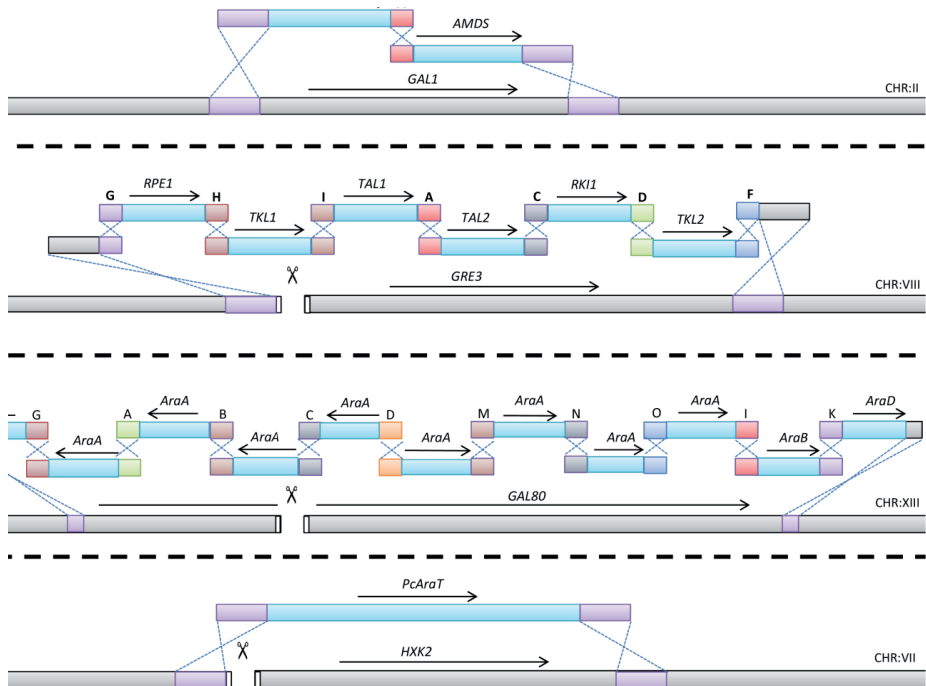 AMDS
GAL1
CHR:II
RPE1 TAL1 RKI1
G H I A C D F
TKL1 TAL2 TKL2
GRE3
CHR:VIII
AraA AraA AraA AraA AraD
G A B C D M N O I K
AraA AraA AraA AraA AraB
GAL80
CHR:XIII
PcAraT
HXK2
CHR:VII